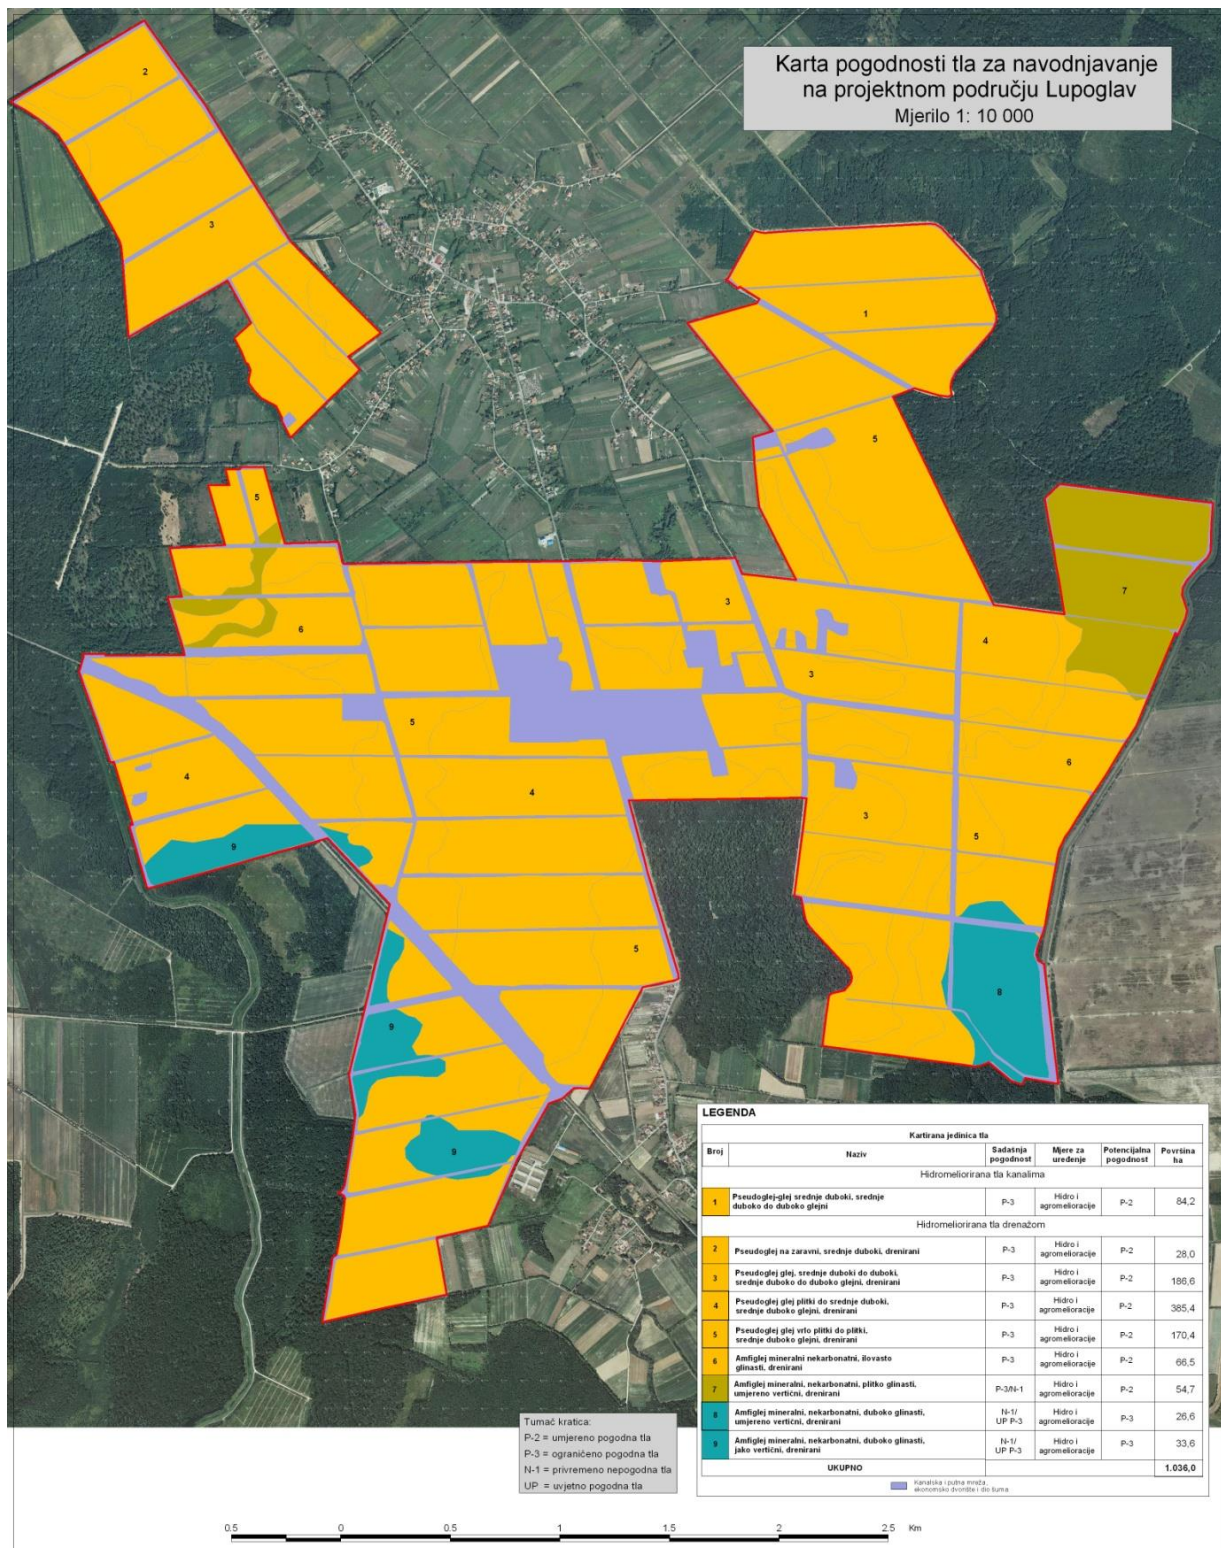 Karta pogodnosti tla za navodnjavanje
na projektnom području Lupoglav
Mjerilo 1: 10 000
2
3
1
5
5
7
6
3
4
3
5
4
4
6
3
5
9
5
8
9
9
LEGENDA
Kartirana jedinica tla
Broj Naziv Sadašnja pogodnost Mjere za uređenje Potencijalna pogodnost Površina ha
Hidromeliorirana tla kanalima
1 Pseudoglej-glej srednje duboki, srednje duboko do duboko glejni P-3 Hidro i agromelioracije P-2 84,2
Hidromeliorirana tla drenažom
2 Pseudoglej na zaravni, srednje duboki, drenirani P-3 Hidro i agromelioracije P-2 28,0
3 Pseudoglej glej, srednje duboki do duboki, srednje duboko do duboko glejni, drenirani P-3 Hidro i agromelioracije P-2 186,6
4 Pseudoglej glej plitki do srednje duboki, srednje duboko glejni, drenirani P-3 Hidro i agromelioracije P-2 385,4
5 Pseudoglej glej vrlo plitki do plitki, srednje duboko glejni, drenirani P-3 Hidro i agromelioracije P-2 170,4
6 Amfiglej mineralni nekarbonatni, ilovasto glinasti, drenirani P-3 Hidro i agromelioracije P-2 66,5
7 Amfiglej mineralni, nekarbonatni, plitko glinasti, umjereno vertični, drenirani P-3/N-1 Hidro i agromelioracije P-2 54,7
8 Amfiglej mineralni, nekarbonatni, duboko glinasti, umjereno vertični, drenirani N-1/ UP P-3 Hidro i agromelioracije P-3 26,6
9 Amfiglej mineralni, nekarbonatni, duboko glinasti, jako vertični, drenirani N-1/ UP P-3 Hidro i agromelioracije P-3 33,6
UKUPNO 1.036,0
Kanalska i putna mreža,
ekonomsko dvorište i dio šuma
Tumač kratica:
P-2 = umjereno pogodna tla
P-3 = ograničeno pogodna tla
N-1 = privremeno nepogodna tla
UP = uvjetno pogodna tla
0.5 0 0.5 1 1.5 2 2.5 Km